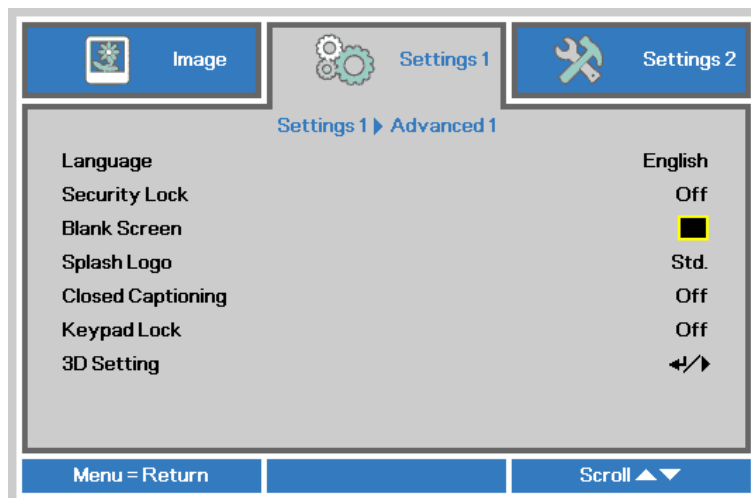 Image Settings 1 Settings 2
Settings 1 ▶ Advanced 1
Language English
Security Lock Off
Blank Screen
Splash Logo Std.
Closed Captioning Off
Keypad Lock Off
3D Setting ↵/▶
Menu = Return Scroll ▲▼